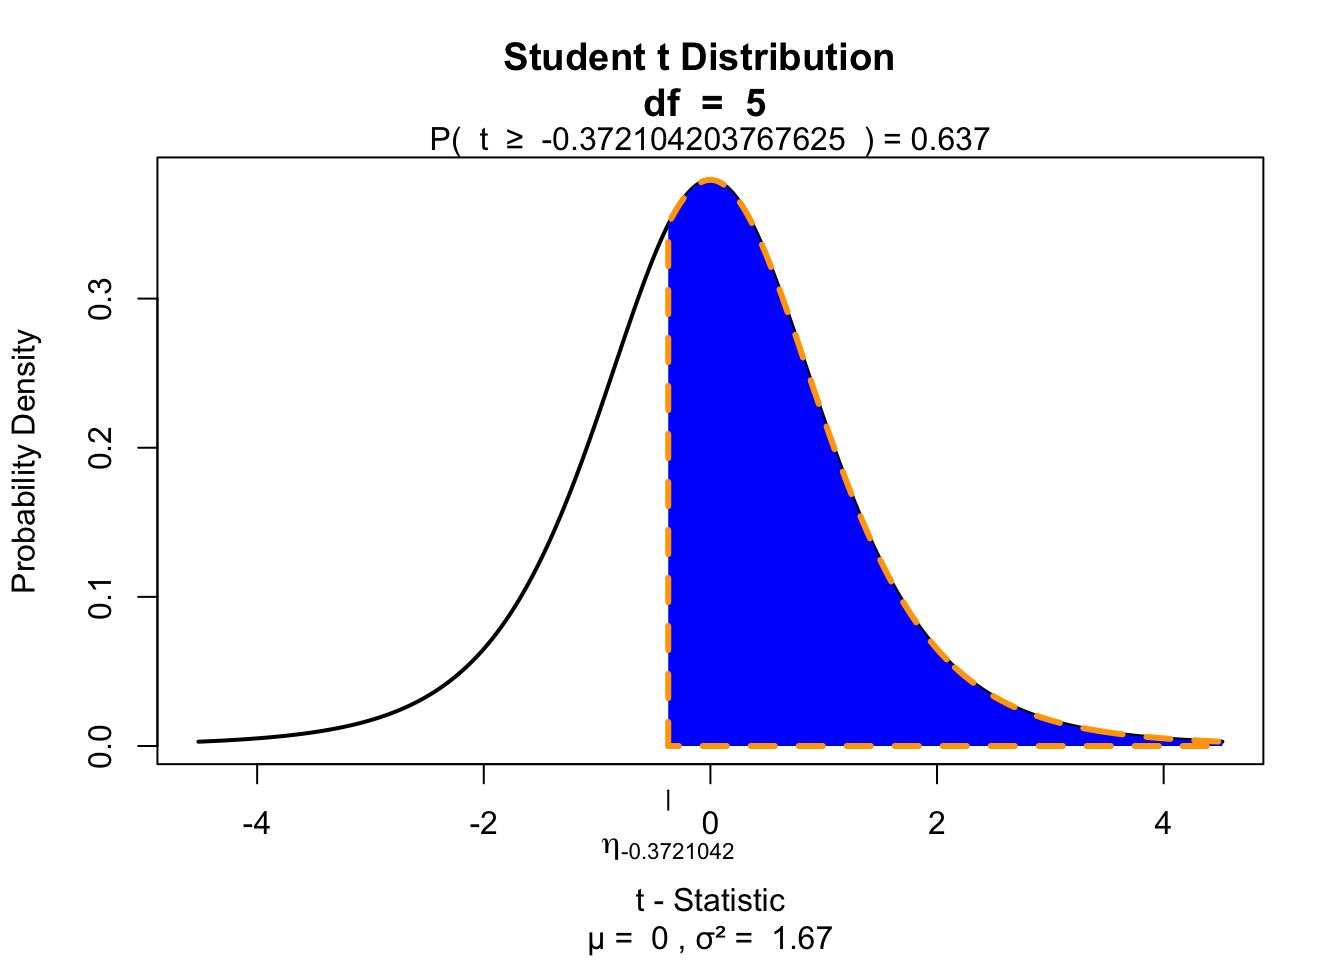 Student t Distribution
df = 5
P( t ≥ -0.372104203767625 ) = 0.637
Probability Density
0.3
0.2
0.1
0.0
-4 -2 0 2 4
η-0.3721042
t - Statistic
μ = 0 , σ² = 1.67